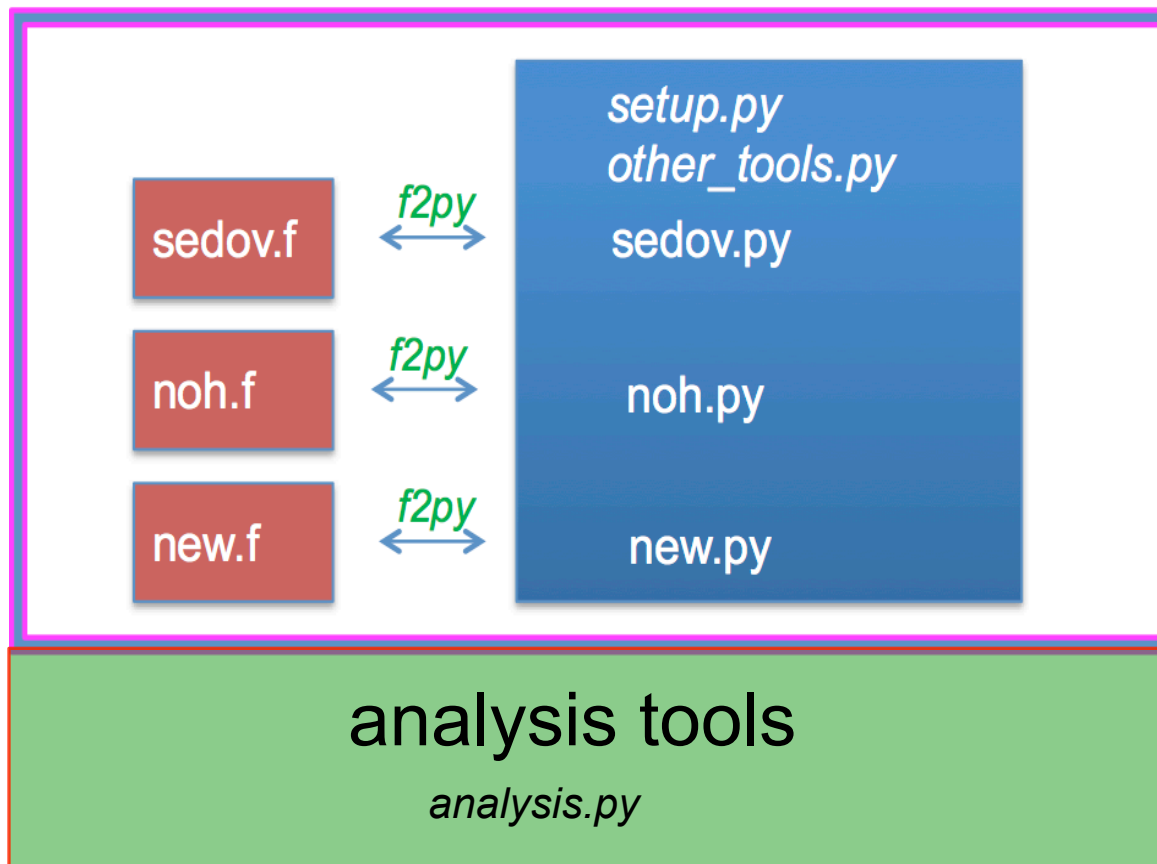 setup.py
other_tools.py
sedov.f
f2py
sedov.py
noh.f
f2py
noh.py
new.f
f2py
new.py
analysis tools
analysis.py